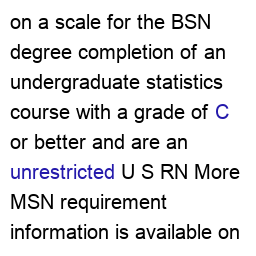 on a scale for the BSN
degree completion of an
undergraduate statistics
course with a grade of C
or better and are an
unrestricted U S RN More
MSN requirement
information is available on